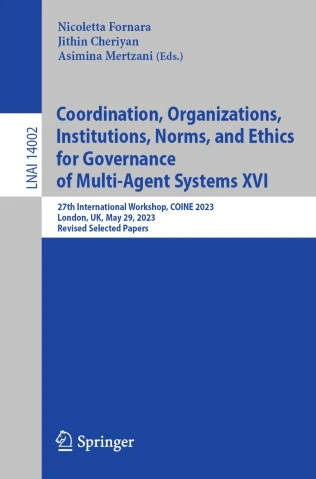 Nicoletta Fornara
Jithin Cheriyan
Asimina Mertzani (Eds.)
LNAI 14002
Coordination, Organizations,
Institutions, Norms, and Ethics
for Governance
of Multi-Agent Systems XVI
27th International Workshop, COINE 2023
London, UK, May 29, 2023
Revised Selected Papers
Springer